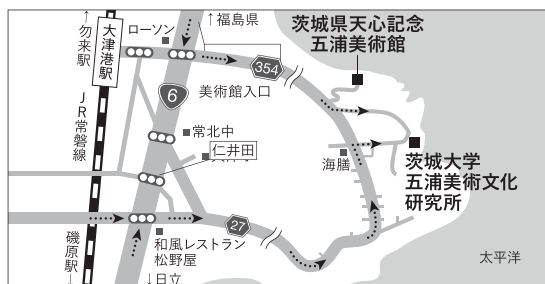 ↑勿来駅
大津港駅
JR常磐線
磯原駅↓
ローソン
↑福島県
354
6
美術館入口
常北中
仁井田
海膳
27
和風レストラン
松野屋
↓日立
茨城県天心記念
五浦美術館
茨城大学
五浦美術文化
研究所
太平洋